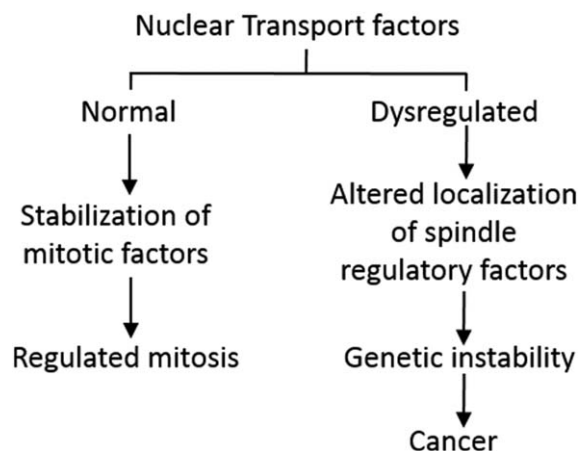 Nuclear Transport factors
Normal
Dysregulated
Stabilization of
mitotic factors
Altered localization
of spindle
regulatory factors
Regulated mitosis
Genetic instability
Cancer